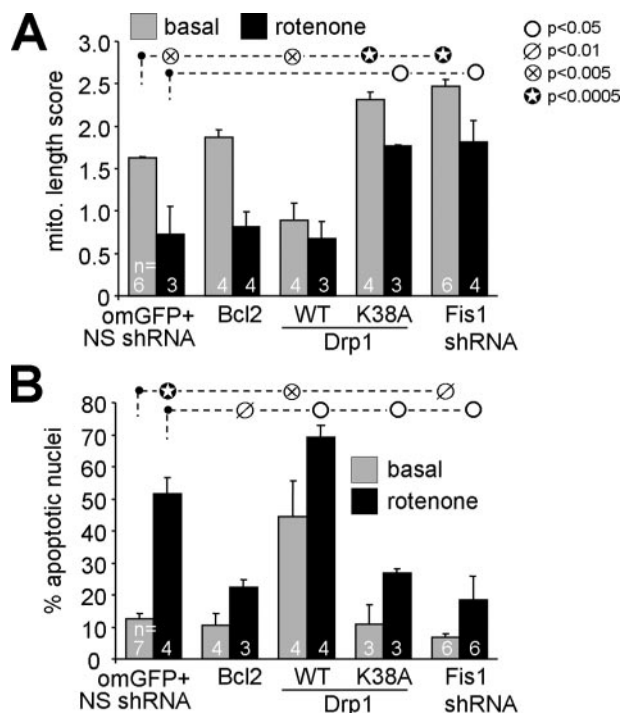 A
basal
rotenone
p<0.05
p<0.01
p<0.005
p<0.0005
mito. length score
3.0
2.5
2.0
1.5
1.0
0.5
0.0
n=
6 3 4 4 4 3 4 3 6 4
omGFP+ Bcl2 WT K38A Fis1
NS shRNA Drp1 shRNA
B
% apoptotic nuclei
80
70
60
50
40
30
20
10
0
basal
rotenone
n=
7 4 4 3 4 4 3 3 6 6
omGFP+ Bcl2 WT K38A Fis1
NS shRNA Drp1 shRNA